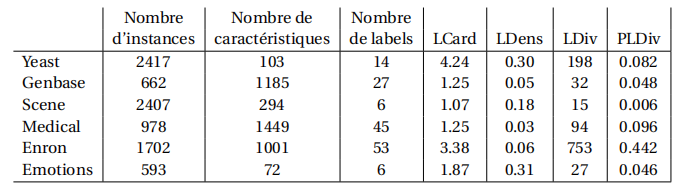 Nombre d'instances Nombre de caractéristiques Nombre de labels LCard LDens LDiv PLDiv
Yeast 2417 103 14 4.24 0.30 198 0.082
Genbase 662 1185 27 1.25 0.05 32 0.048
Scene 2407 294 6 1.07 0.18 15 0.006
Medical 978 1449 45 1.25 0.03 94 0.096
Enron 1702 1001 53 3.38 0.06 753 0.442
Emotions 593 72 6 1.87 0.31 27 0.046